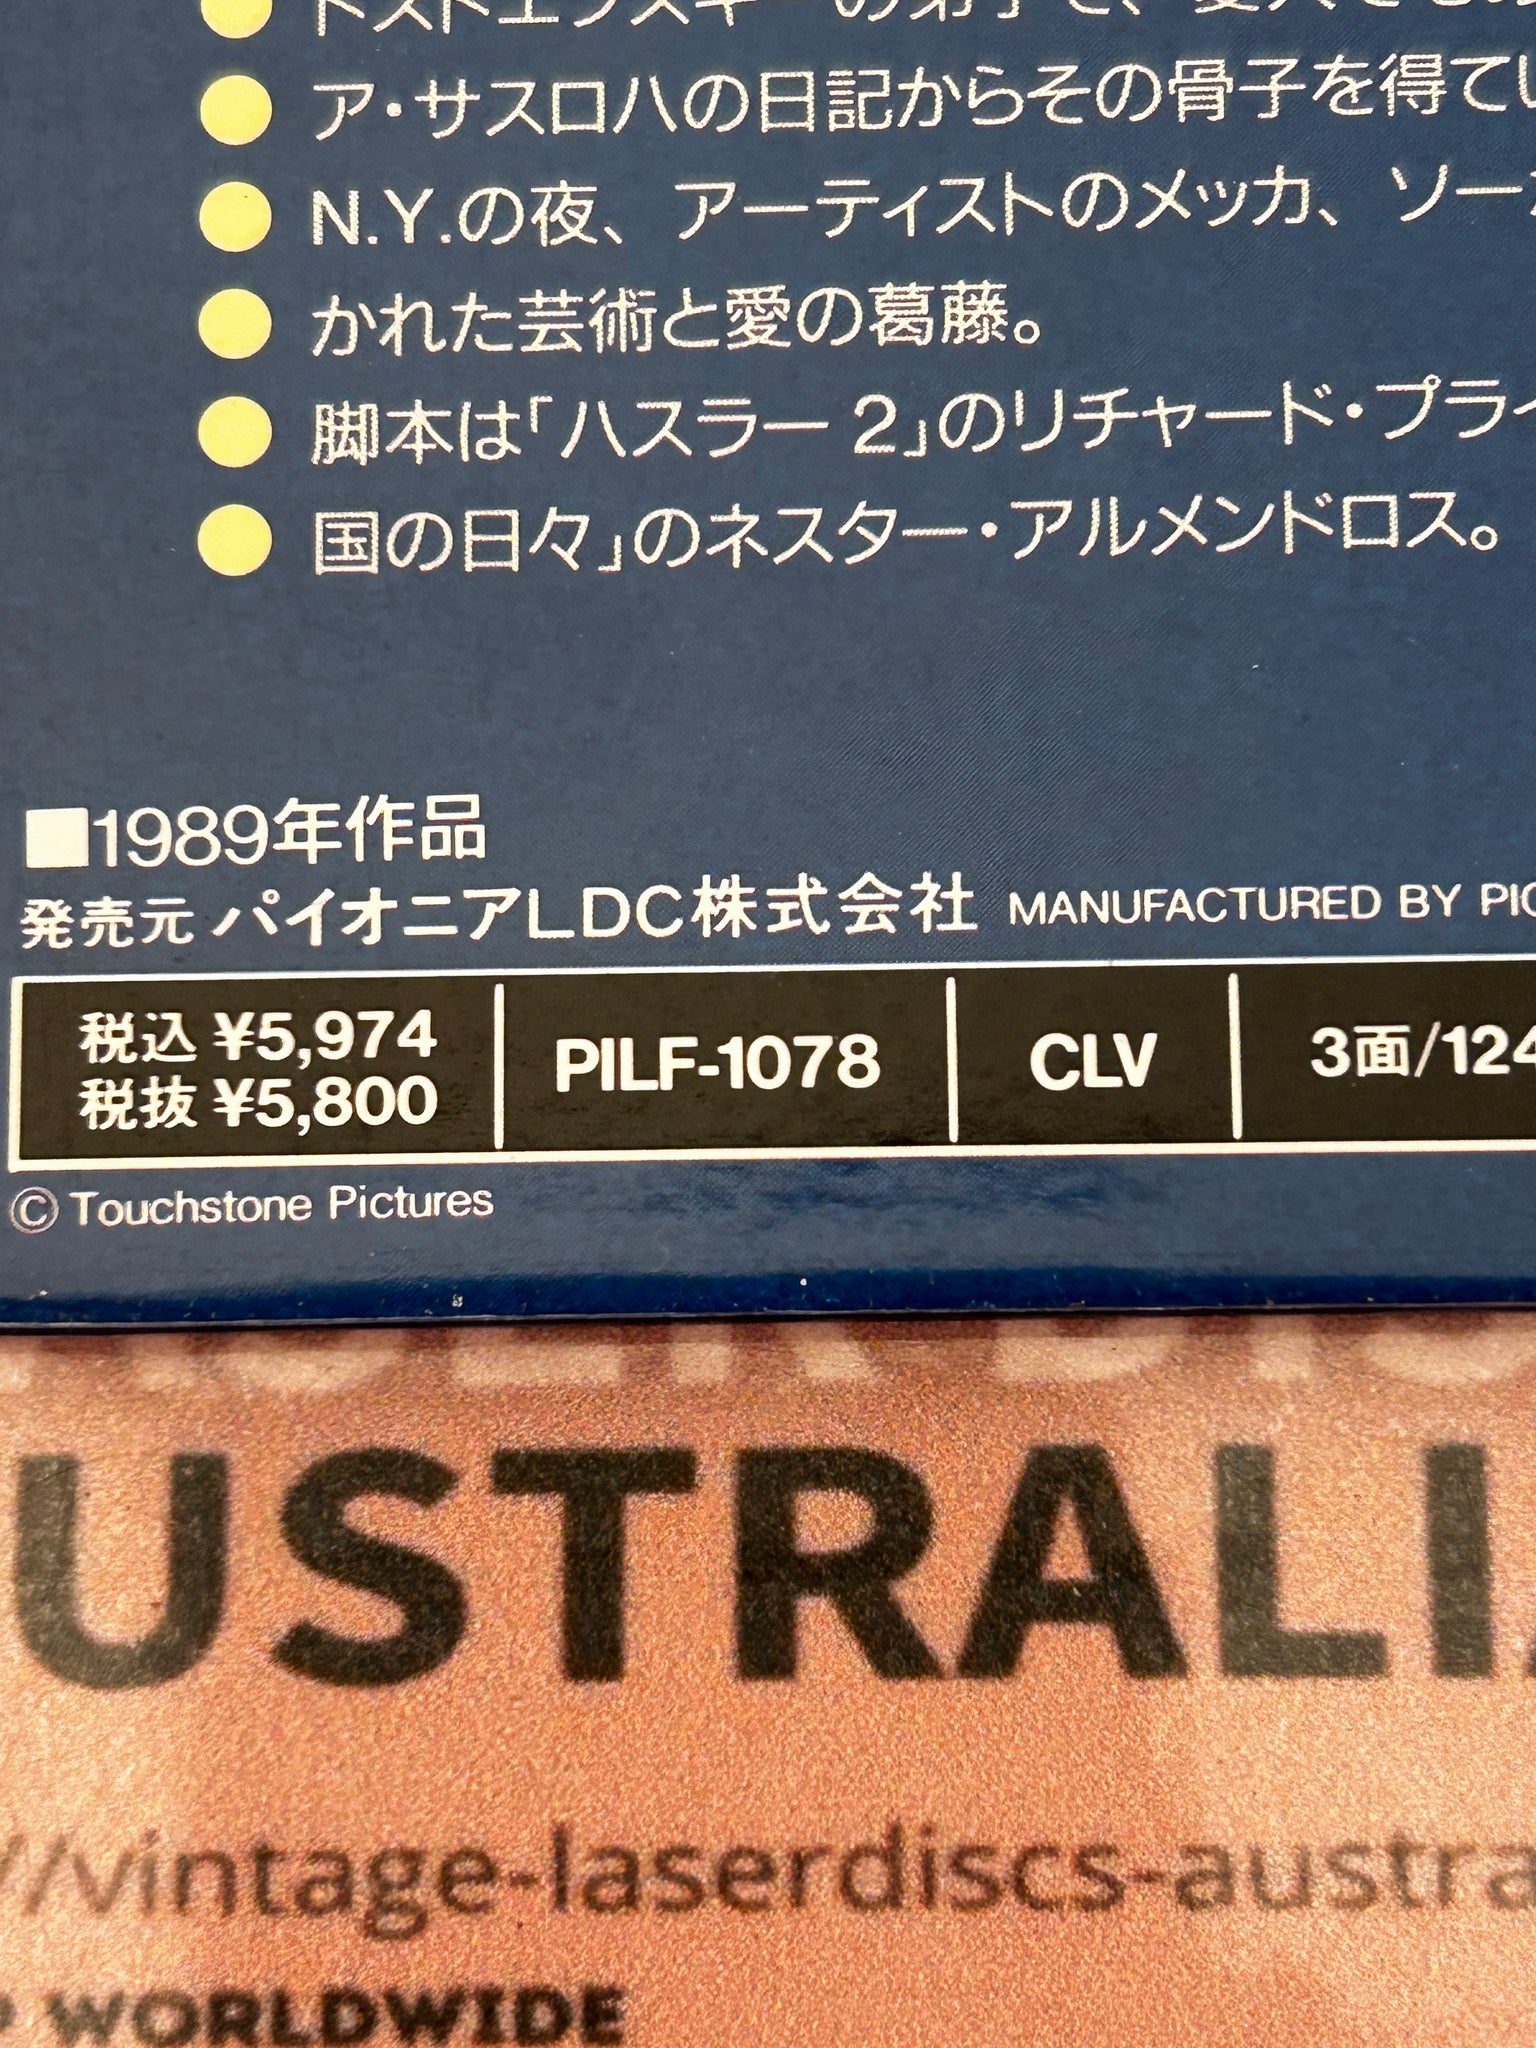 ア・サスロハの日記からその骨子を得てい
N.Y.の夜、アーティストのメッカ、ソー
かれた芸術と愛の葛藤。
脚本は「ハスラー2」のリチャード・プライ
国の日々」のネスター・アルメンドロス。
■1989年作品
発売元 パイオニアLDC株式会社 MANUFACTURED BY PIO
税込 ¥5,974
税抜 ¥5,800
PILF-1078
CLV
3面/124
© Touchstone Pictures
USTRALI
//vintage-laserdiscs-austra
P WORLDWIDE